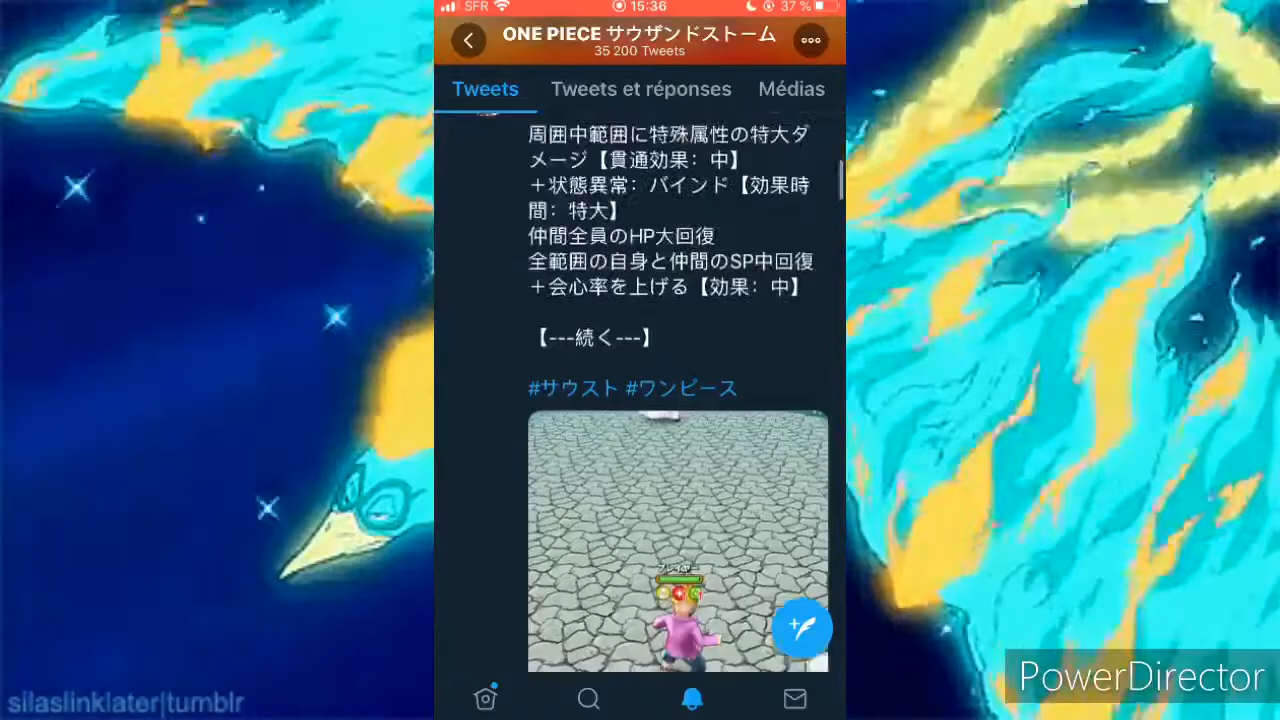 SFR 15:36 37 %
ONE PIECE サウザンドストーム
35 200 Tweets
Tweets Tweets et réponses Médias
周囲中範囲に特殊属性の特大ダ
メージ【貫通効果：中】
＋状態異常：バインド【効果時
間：特大】
仲間全員のHP大回復
全範囲の自身と仲間のSP中回復
＋会心率を上げる【効果：中】
【---続く---】
#サウスト #ワンピース
プレイヤー
silaslinklater|tumblr
PowerDirector